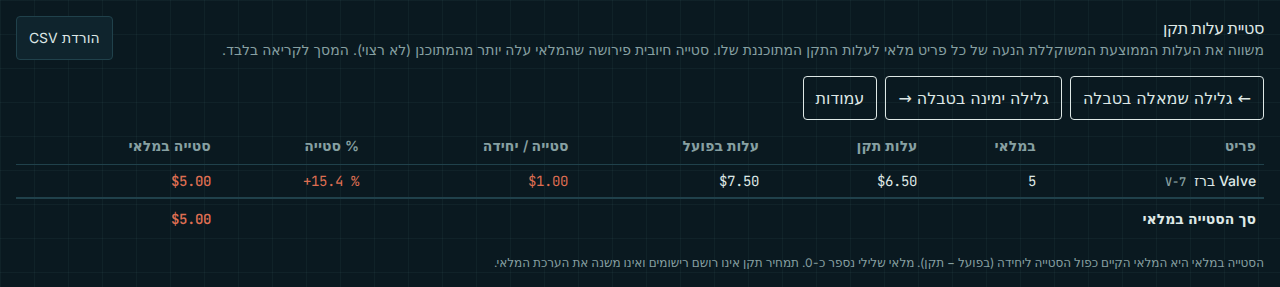 סטיית עלות תקן
משווה את העלות הממוצעת המשוקללת הנעה של כל פריט מלאי לעלות התקן המתוכננת שלו. סטייה חיובית פירושה שהמלאי עלה יותר מהמתוכנן (לא רצוי). המסך לקריאה בלבד.
הורדת CSV
← גלילה שמאלה בטבלה
גלילה ימינה בטבלה →
עמודות
פריט במלאי עלות תקן עלות בפועל סטייה / יחידה % סטייה סטייה במלאי
Valve ברז V-7 5 $6.50 $7.50 $1.00 +15.4 % $5.00
סך הסטייה במלאי $5.00
הסטייה במלאי היא המלאי הקיים כפול הסטייה ליחידה (בפועל − תקן). מלאי שלילי נספר כ-0. תמחיר תקן אינו רושם רישומים ואינו משנה את הערכת המלאי.